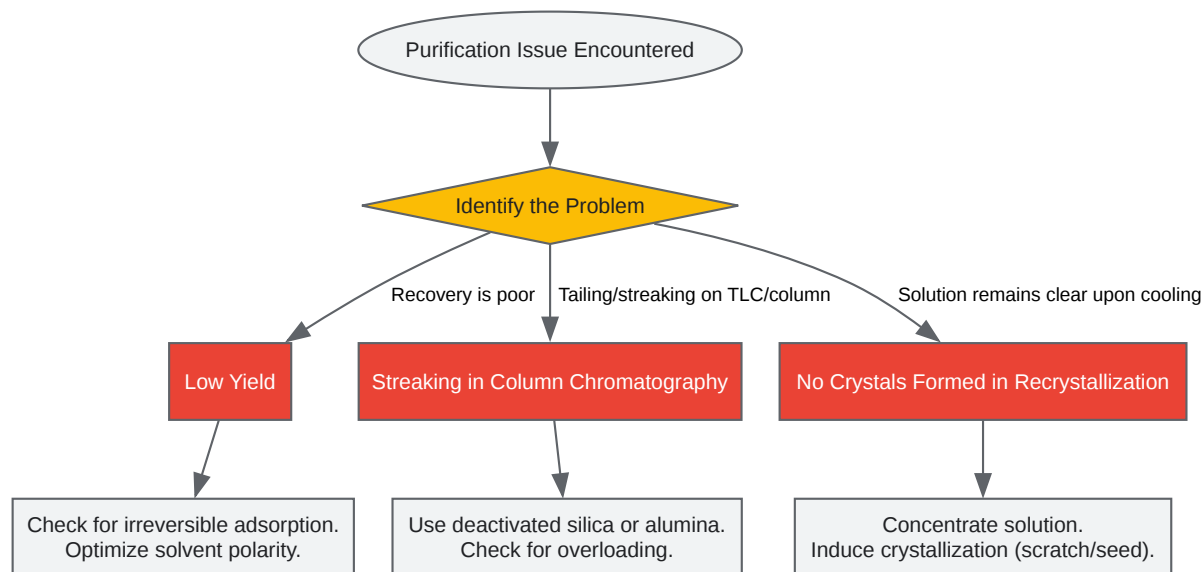 Purification Issue Encountered
Identify the Problem
Recovery is poor
Tailing/streaking on TLC/column
Solution remains clear upon cooling
Low Yield
Streaking in Column Chromatography
No Crystals Formed in Recrystallization
Check for irreversible adsorption.
Optimize solvent polarity.
Use deactivated silica or alumina.
Check for overloading.
Concentrate solution.
Induce crystallization (scratch/seed).